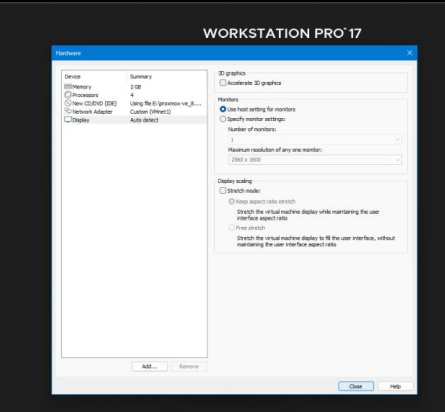 WORKSTATION PRO™ 17
Hardware
Device Summary
Memory 2 GB
Processors 4
New CD/DVD (IDE) Using file E:\proxmox-ve_8....
Network Adapter Custom (VMnet1)
Display Auto detect
Add... Remove
3D graphics
Accelerate 3D graphics
Monitors
Use host setting for monitors
Specify monitor settings:
Number of monitors:
1
Maximum resolution of any one monitor:
2560 x 1600
Display scaling
Stretch mode:
Keep aspect ratio stretch
Stretch the virtual machine display while maintaining the user
interface aspect ratio
Free stretch
Stretch the virtual machine display to fill the user interface, without
maintaining the user interface aspect ratio
Close Help